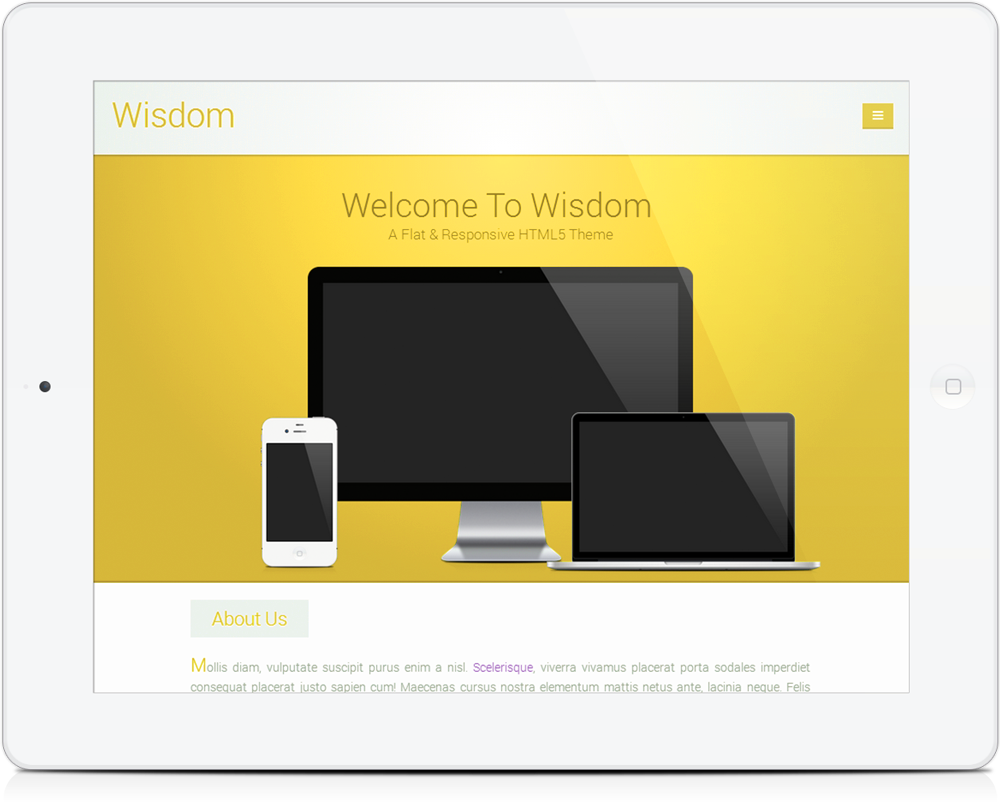 Wisdom
Welcome To Wisdom
A Flat & Responsive HTML5 Theme
About Us
Mollis diam, vulputate suscipit purus enim a nisl. Scelerisque, viverra vivamus placerat porta sodales imperdiet
consequat placerat justo sapien cum! Maecenas cursus nostra elementum mattis netus ante, lacinia neque. Felis